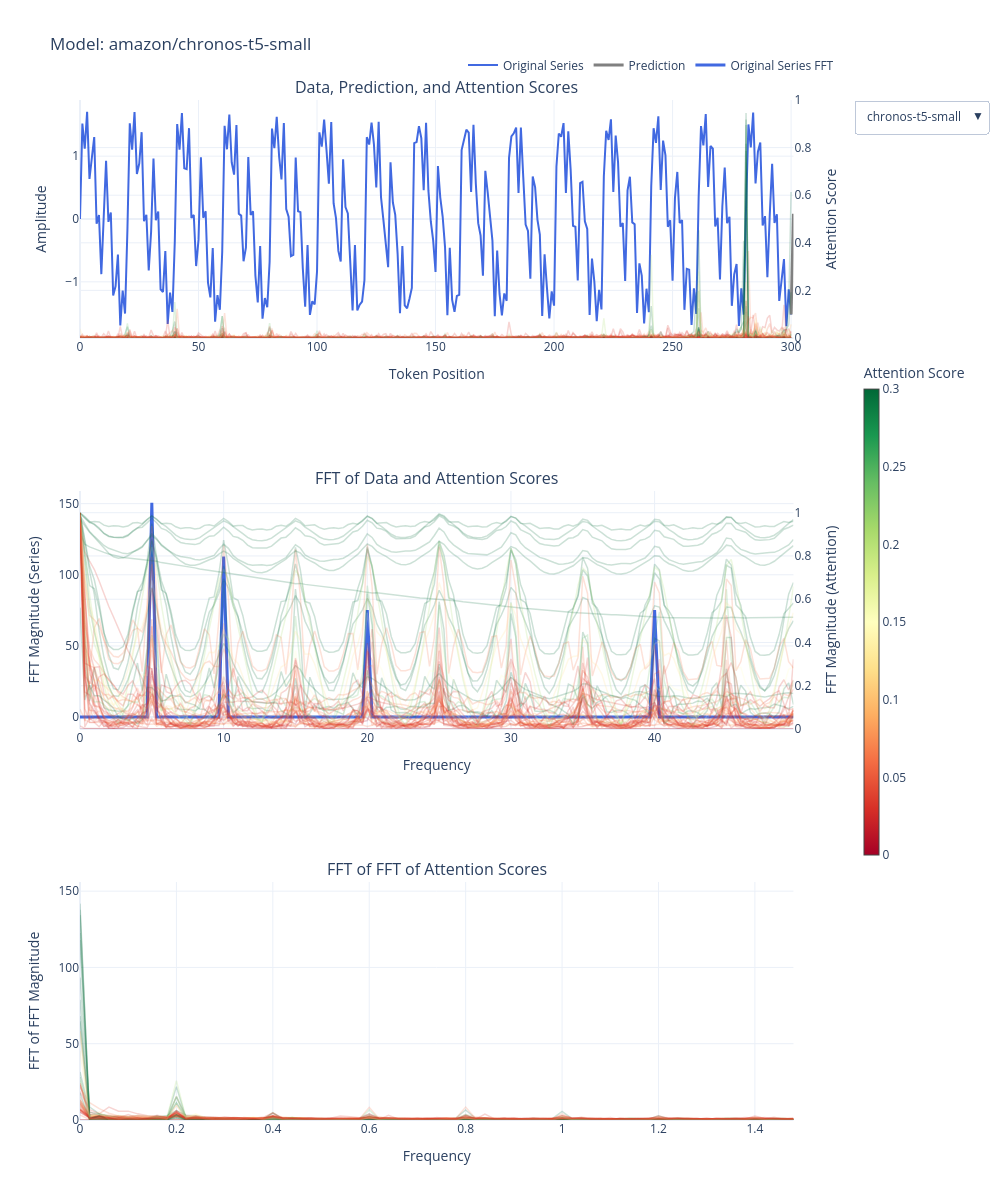 Model: amazon/chronos-t5-small
Original Series Prediction Original Series FFT
Data, Prediction, and Attention Scores
chronos-t5-small ▼
1
0
−1
Amplitude
1
0.8
0.6
0.4
0.2
0
Attention Score
0 50 100 150 200 250 300
Token Position
Attention Score
0.3
0.25
0.2
0.15
0.1
0.05
0
FFT of Data and Attention Scores
150
100
50
0
FFT Magnitude (Series)
1
0.8
0.6
0.4
0.2
0
FFT Magnitude (Attention)
0 10 20 30 40
Frequency
FFT of FFT of Attention Scores
150
100
50
0
FFT of FFT Magnitude
0 0.2 0.4 0.6 0.8 1 1.2 1.4
Frequency